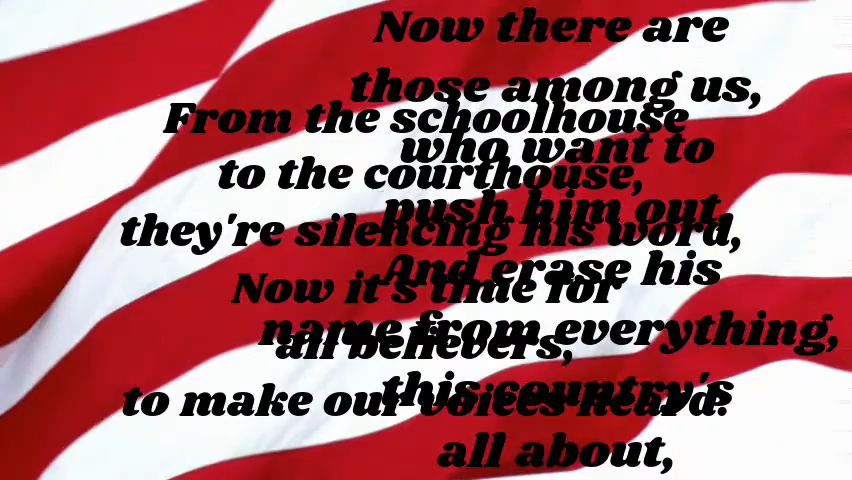 Now there are
those among us,
who want to
push him out,
And erase his
name from everything,
this country's
all about,
From the schoolhouse
to the courthouse,
they're silencing his word,
Now it's time for
all believers,
to make our voices heard.